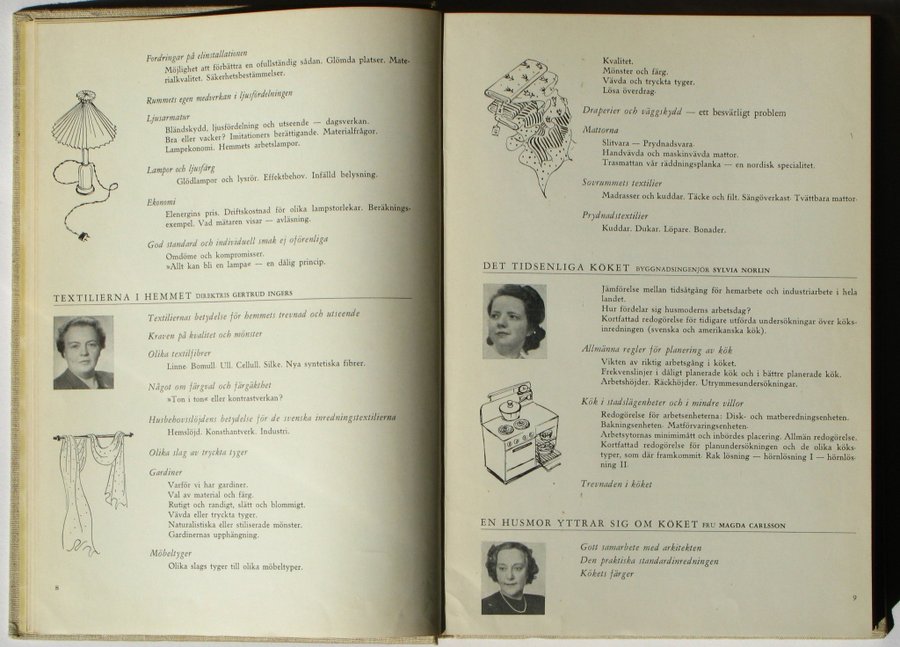 Fordringar på elinstallationen
Möjlighet att förbättra en ofullständig sådan. Glömda platser. Mate-
rialkvalitet. Säkerhetsbestämmelser.
Rummets egen medverkan i ljusfördelningen
Ljusarmatur
Bländskydd, ljusfördelning och utseende — dagsverkan.
Bra eller vacker? Imitationers berättigande. Materialfrågor.
Lampekonomi. Hemmets arbetslampor.
Lampor och ljusfärg
Glödlampor och lysrör. Effektbehov. Infälld belysning.
Ekonomi
Elenergins pris. Driftskostnad för olika lampstorlekar. Beräknings-
exempel. Vad mätaren visar — avläsning.
God standard och individuell smak ej oförenliga
Omdöme och kompromisser.
»Allt kan bli en lampa« — en dålig princip.
TEXTILIERNA I HEMMET DIREKTRIS GERTRUD INGERS
Textiliernas betydelse för hemmets trevnad och utseende
Kraven på kvalitet och mönster
Olika textilfibrer
Linne Bomull Ull. Cellull. Silke. Nya syntetiska fibrer.
Något om färgval och färgäkthet
»Ton i ton« eller kontrastverkan?
Husbehovsslöjdens betydelse för de svenska inredningstextilierna
Hemslöjd. Konsthantverk. Industri.
Olika slag av tryckta tyger
Gardiner
Varför vi har gardiner.
Val av material och färg.
Rutigt och randigt, slätt och blommigt.
Vävda eller tryckta tyger.
Naturalistiska eller stiliserade mönster.
Gardinernas upphängning.
Möbeltyger
Olika slags tyger till olika möbeltyper.
8
Kvalitet.
Mönster och färg.
Vävda och tryckta tyger.
Lösa överdrag.
Draperier och väggskydd — ett besvärligt problem
Mattorna
Slitvara — Prydnadsvara
Handvävda och maskinvävda mattor.
Trasmattan vår räddningsplanka — en nordisk specialitet.
Sovrummets textilier
Madrasser och kuddar. Täcke och filt. Sängöverkast Tvättbara mattor.
Prydnadstextilier
Kuddar. Dukar. Löpare. Bonader.
DET TIDSENLIGA KÖKET BYGGNADSINGENJÖR SYLVIA NORLIN
Jämförelse mellan tidsåtgång för hemarbete och industriarbete i hela
landet.
Hur fördelar sig husmoderns arbetsdag?
Kortfattad redogörelse för tidigare utförda undersökningar över köks-
inredningen (svenska och amerikanska kök).
Allmänna regler för planering av kök
Vikten av riktig arbetsgång i köket.
Frekvenslinjer i dåligt planerade kök och i bättre planerade kök.
Arbetshöjder. Räckhöjder. Utrymmesundersökningar.
Kök i stadslägenheter och i mindre villor
Redogörelse för arbetsenheterna: Disk- och matberedningsenheten.
Bakningsenheten Matförvaringsenheten
Arbetsytornas minimimått och inbördes placering. Allmän redogörelse.
Kortfattad redogörelse för planundersökningen och de olika köks-
typer, som där framkommit Rak lösning — hörnlösning I — hörnlös-
ning II
Trevnaden i köket
EN HUSMOR YTTRAR SIG OM KÖKET FRU MAGDA CARLSSON
Gott samarbete med arkitekten
Den praktiska standardinredningen
Kökets färger
9